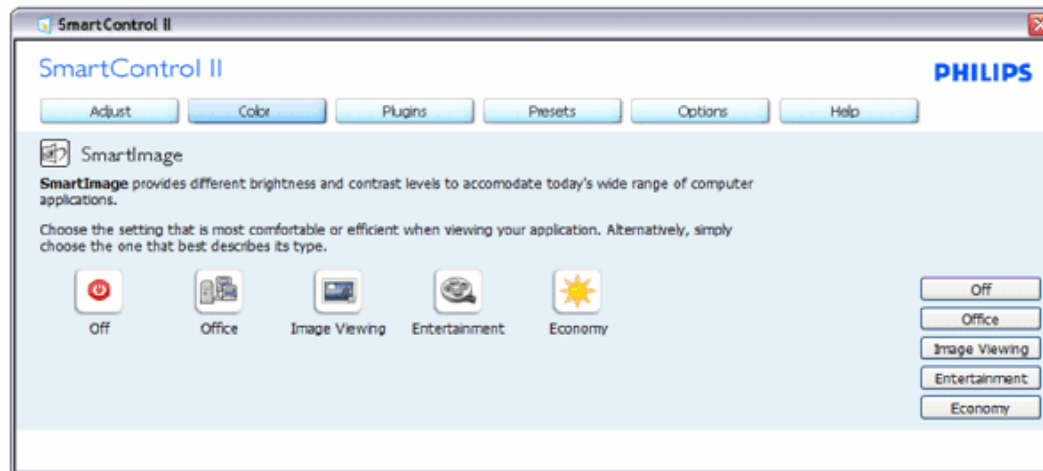 SmartControl II
SmartControl II
PHILIPS
Adjust Color Plugins Presets Options Help
SmartImage
SmartImage provides different brightness and contrast levels to accomodate today's wide range of computer
applications.
Choose the setting that is most comfortable or efficient when viewing your application. Alternatively, simply
choose the one that best describes its type.
Off Office Image Viewing Entertainment Economy
Off
Office
Image Viewing
Entertainment
Economy